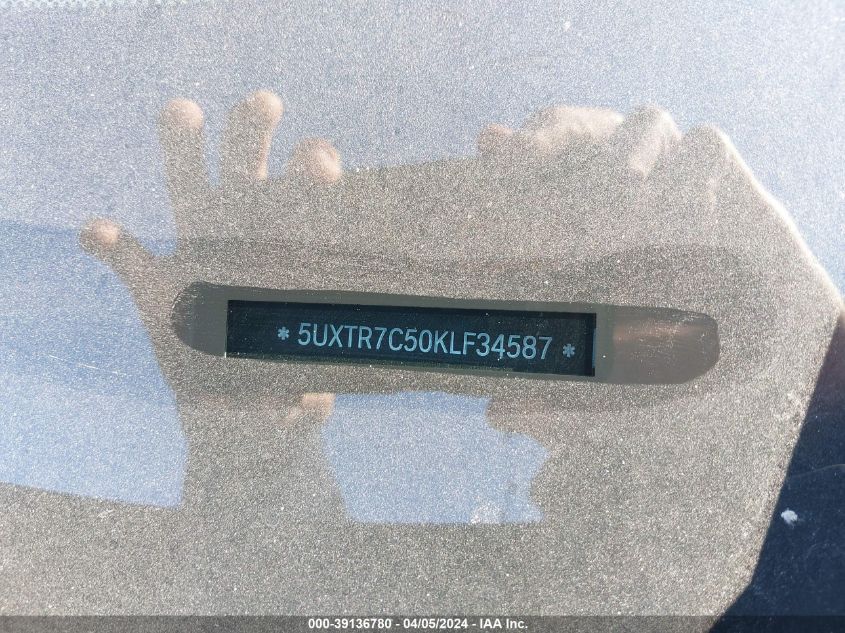 * 5UXTR7C50KLF34587 *
000-39136780 - 04/05/2024 - IAA Inc.